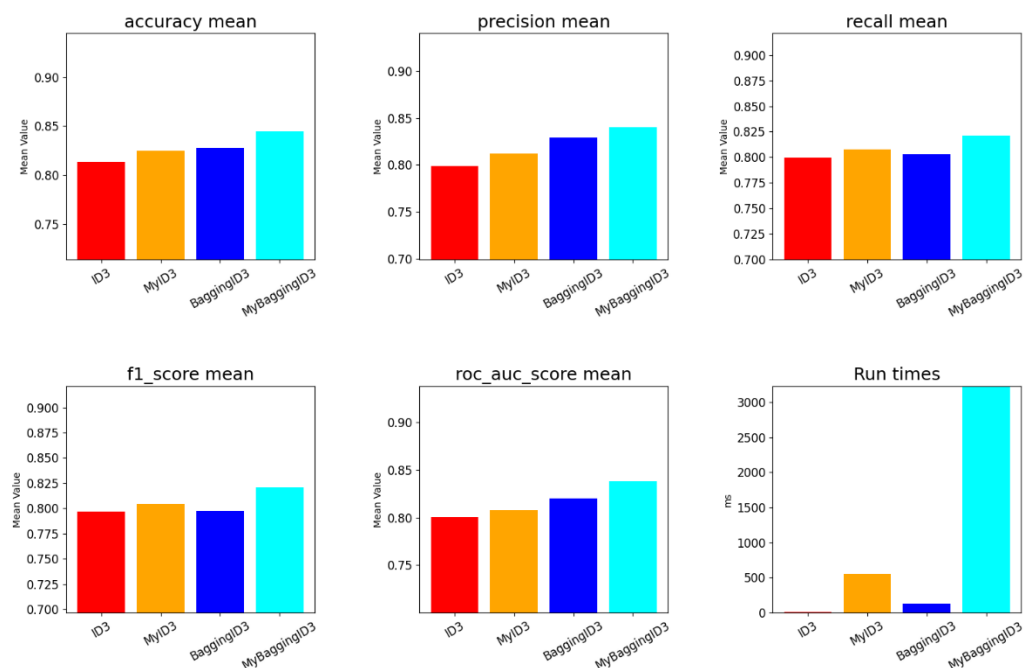 accuracy mean
Mean Value
0.90
0.85
0.80
0.75
ID3
MyID3
BaggingID3
MyBaggingID3
precision mean
0.90
0.85
0.80
0.75
0.70
ID3
MyID3
BaggingID3
MyBaggingID3
recall mean
Mean Value
0.900
0.875
0.850
0.825
0.800
0.775
0.750
0.725
0.700
ID3
MyID3
BaggingID3
MyBaggingID3
f1_score mean
Mean Value
0.900
0.875
0.850
0.825
0.800
0.775
0.750
0.725
0.700
ID3
MyID3
BaggingID3
MyBaggingID3
roc_auc_score mean
Mean Value
0.90
0.85
0.80
0.75
ID3
MyID3
BaggingID3
MyBaggingID3
Run times
ms
3000
2500
2000
1500
1000
500
0
ID3
MyID3
BaggingID3
MyBaggingID3